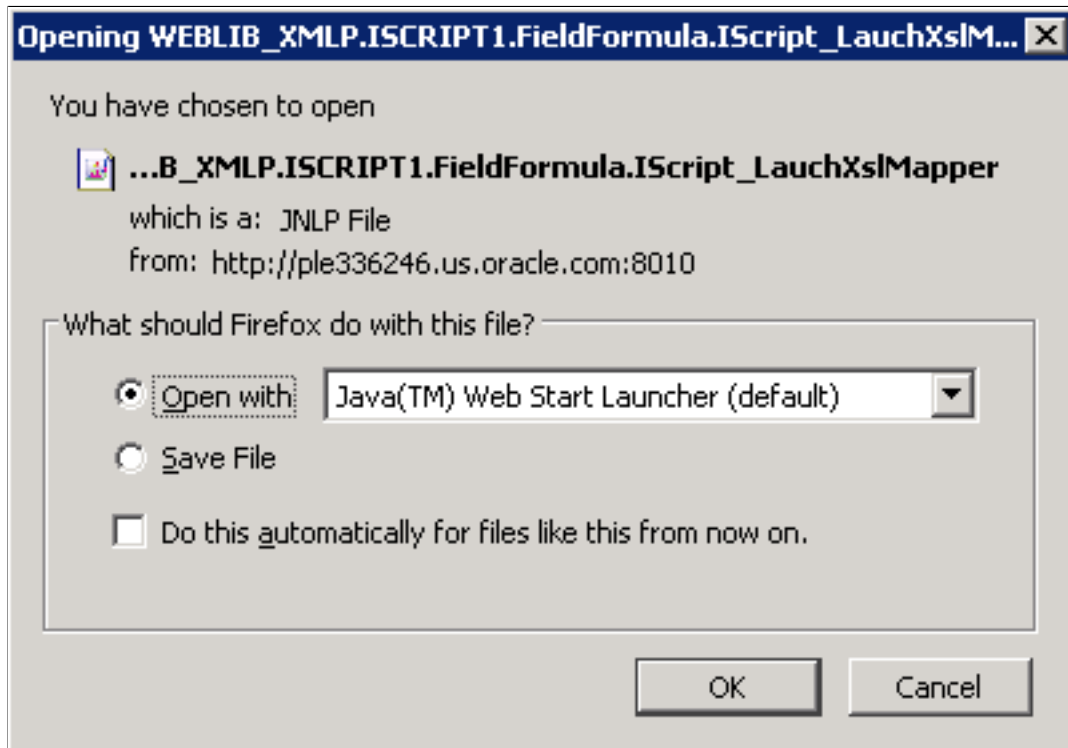 Opening WEBLIB_XMLP.ISCRIPT1.FieldFormula.IScript_LauchXslM...
You have chosen to open
...B_XMLP.ISCRIPT1.FieldFormula.IScript_LauchXslMapper
which is a: JNLP File
from: http://ple336246.us.oracle.com:8010
What should Firefox do with this file?
Open with Java(TM) Web Start Launcher (default)
Save File
Do this automatically for files like this from now on.
OK Cancel